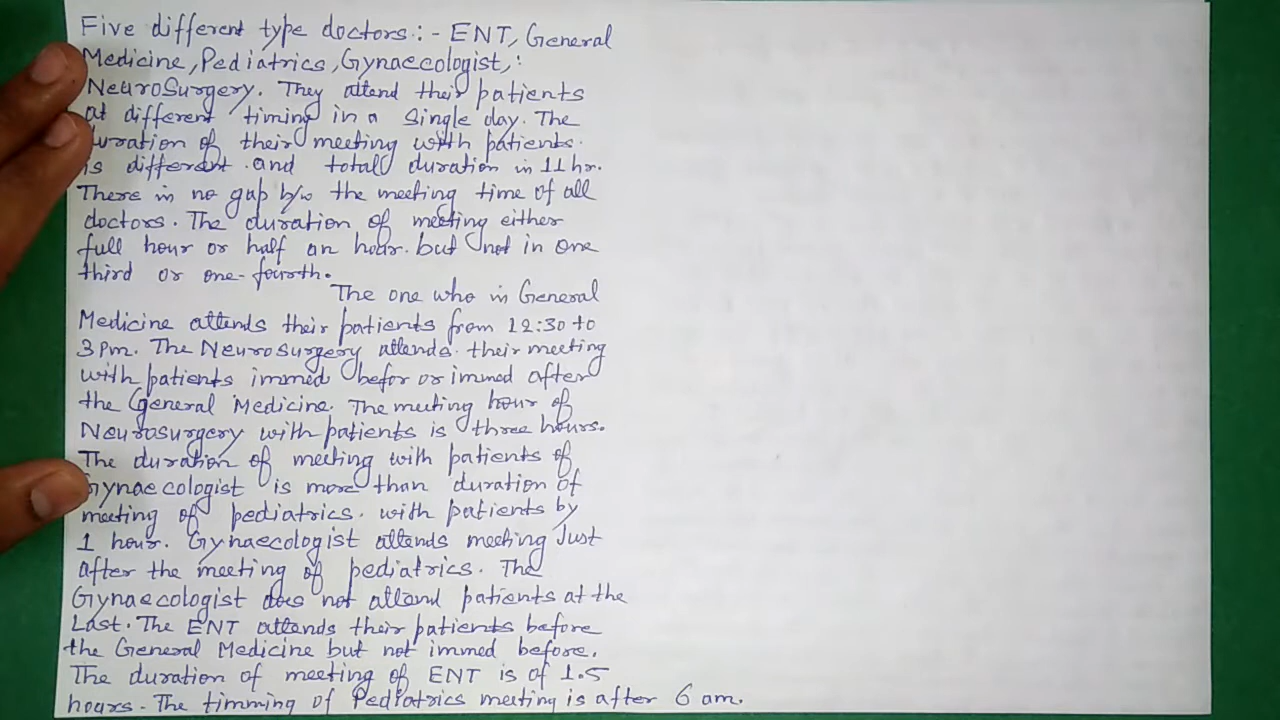 Five different type doctors:- ENT, General
Medicine, Pediatrics, Gynaecologist, :
NeuroSurgery. They attend their patients
at different timing in a single day. The
duration of their meeting with patients
is different and total duration is 11 hr.
There is no gap b/w the meeting time of all
doctors. The duration of meeting either
full hour or half an hour but not in one
third or one-fourth.
The one who is General
Medicine attends their patients from 12:30 to
3 Pm. The Neurosurgery attends their meeting
with patients immed befor or immed after
the General Medicine. The meeting hour of
Neurosurgery with patients is three hours.
The duration of meeting with patients of
Gynaecologist is more than duration of
meeting of pediatrics with patients by
1 hour. Gynaecologist attends meeting Just
after the meeting of pediatrics. The
Gynaecologist does not attend patients at the
Last. The ENT attends their patients before
the General Medicine but not immed before.
The duration of meeting of ENT is of 1.5
hours. The timming of Pediatrics meeting is after 6 am.